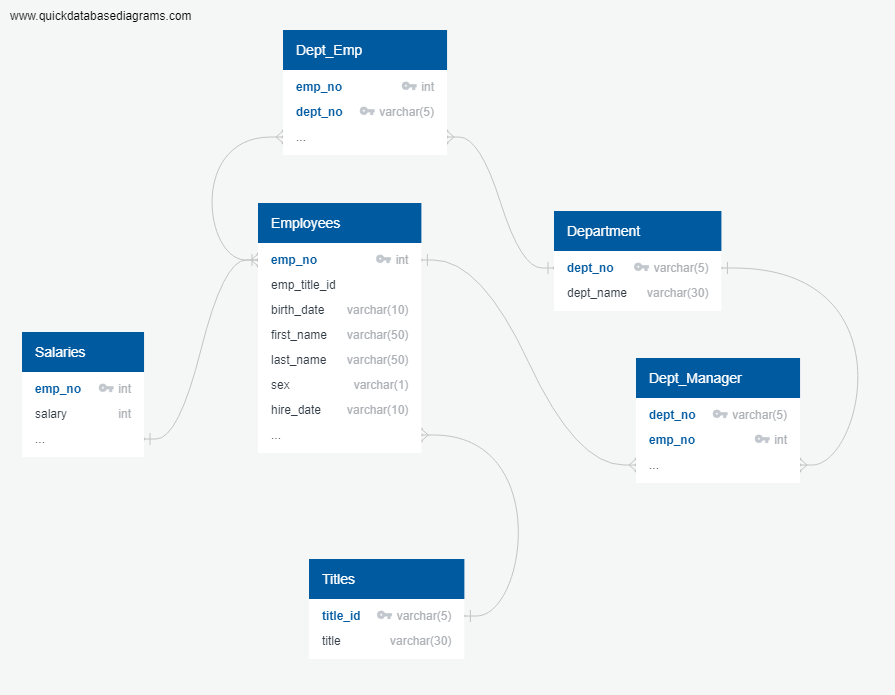 www.quickdatabasediagrams.com
Dept_Emp
emp_no int
dept_no varchar(5)
...
Employees
emp_no int
emp_title_id
birth_date varchar(10)
first_name varchar(50)
last_name varchar(50)
sex varchar(1)
hire_date varchar(10)
...
Department
dept_no varchar(5)
dept_name varchar(30)
Salaries
emp_no int
salary int
...
Dept_Manager
dept_no varchar(5)
emp_no int
...
Titles
title_id varchar(5)
title varchar(30)